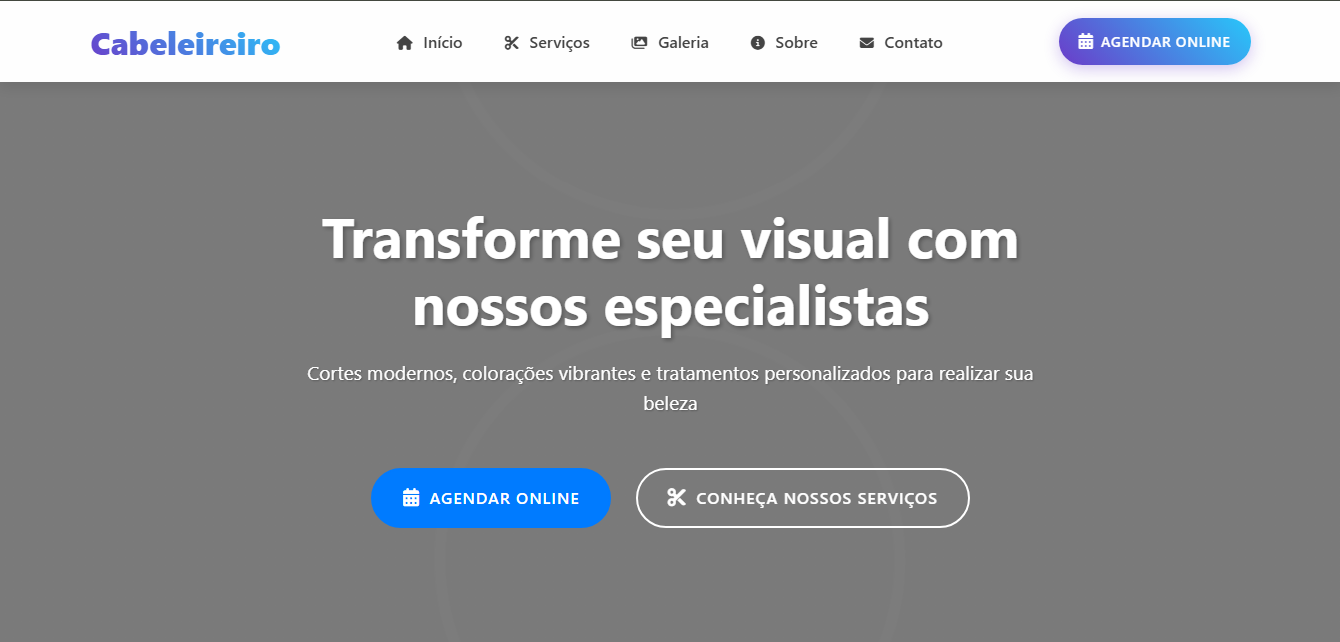 Cabeleireiro
Início
Serviços
Galeria
Sobre
Contato
AGENDAR ONLINE
Transforme seu visual com
nossos especialistas
Cortes modernos, colorações vibrantes e tratamentos personalizados para realizar sua
beleza
AGENDAR ONLINE
CONHEÇA NOSSOS SERVIÇOS